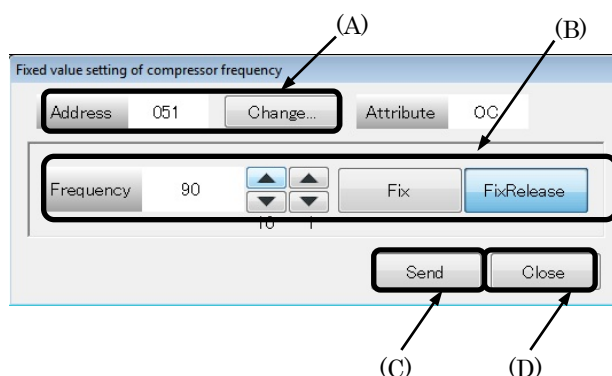 (A)
(B)
Fixed value setting of compressor frequency
Address 051 Change... Attribute OC
Frequency 90 Fix FixRelease
10 1
Send Close
(C) (D)